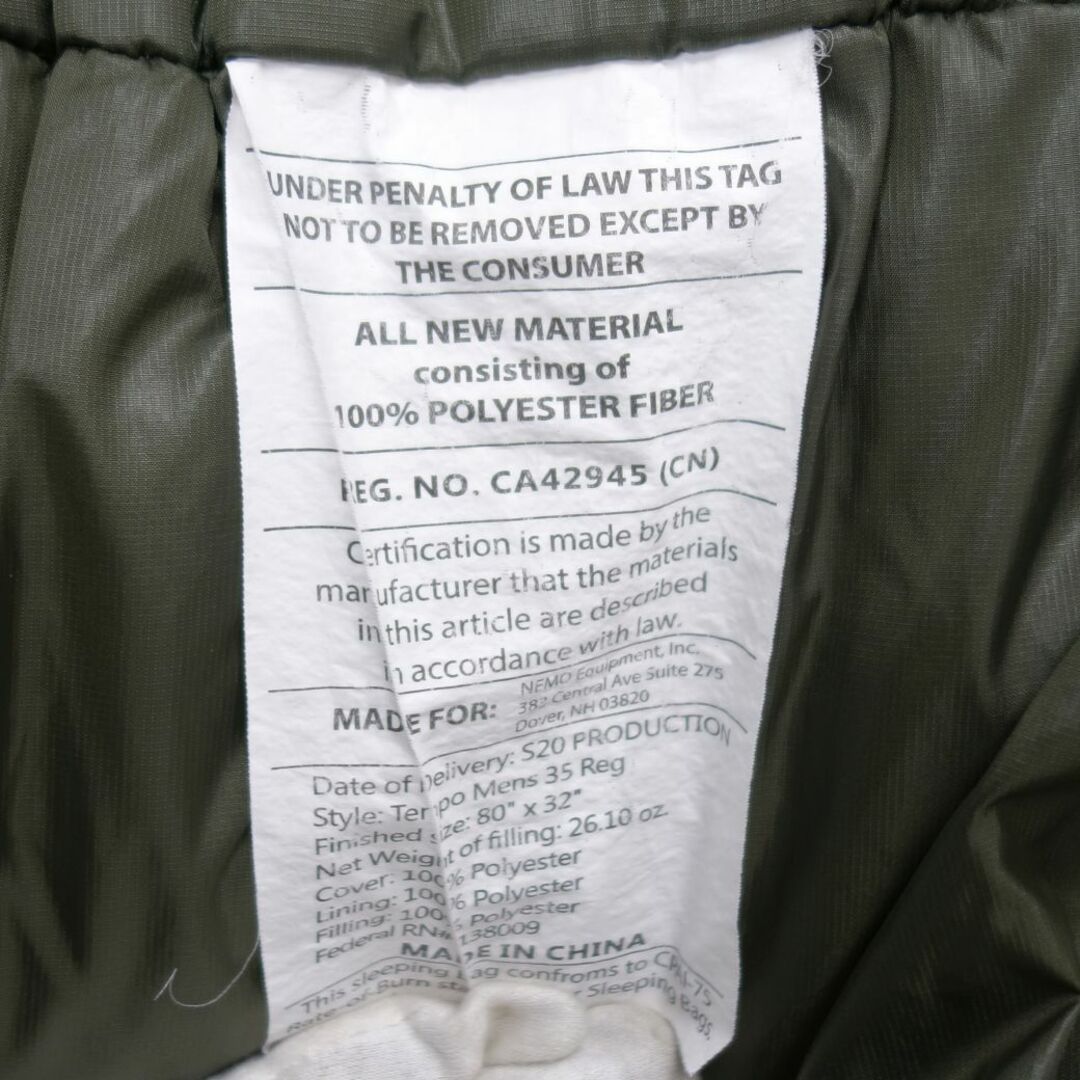 UNDER PENALTY OF LAW THIS TAG
NOT TO BE REMOVED EXCEPT BY
THE CONSUMER
ALL NEW MATERIAL
consisting of
100% POLYESTER FIBER
REG. NO. CA42945 (CN)
Certification is made by the
manufacturer that the materials
in this article are described
in accordance with law.
MADE FOR:
NEMO Equipment, Inc.
382 Central Ave Suite 275
Dover, NH 03820
Date of Delivery: S20 PRODUCTION
Style: Tempo Mens 35 Reg
Finished size: 80" x 32"
Net Weight of filling: 26.10 oz
Cover: 100% Polyester
Lining: 100% Polyester
Filling: 100% Polyester
Federal RN# 138009
MADE IN CHINA
This sleeping bag confroms to CPAI-75
Rate-of-Burn Sleeping Bags.